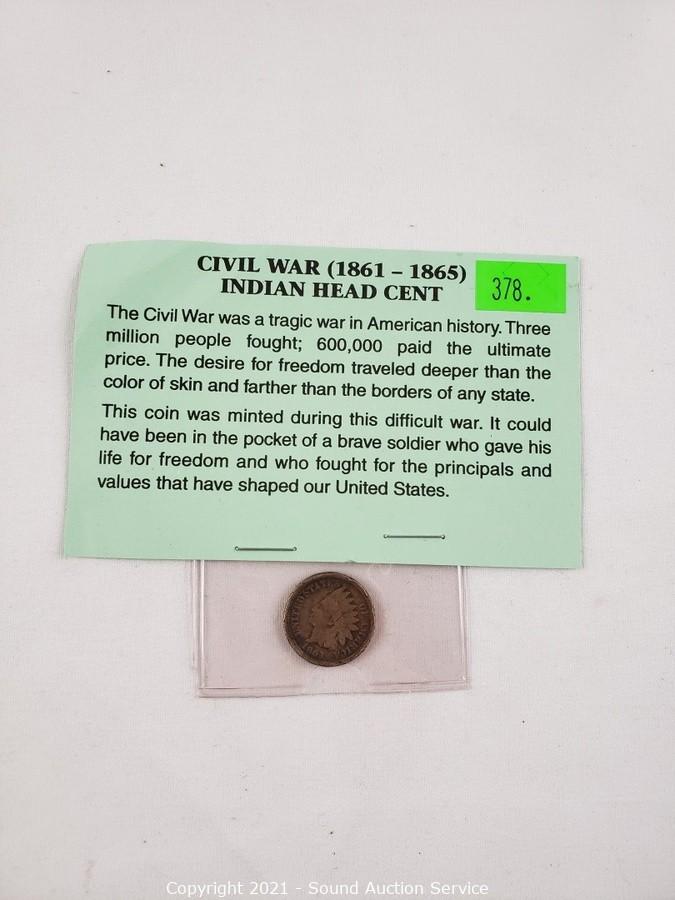 CIVIL WAR (1861 – 1865)
INDIAN HEAD CENT
378.
The Civil War was a tragic war in American history. Three
million people fought; 600,000 paid the ultimate
price. The desire for freedom traveled deeper than the
color of skin and farther than the borders of any state.
This coin was minted during this difficult war. It could
have been in the pocket of a brave soldier who gave his
life for freedom and who fought for the principals and
values that have shaped our United States.
UNITED STATES OF AMERICA
Copyright 2021 - Sound Auction Service